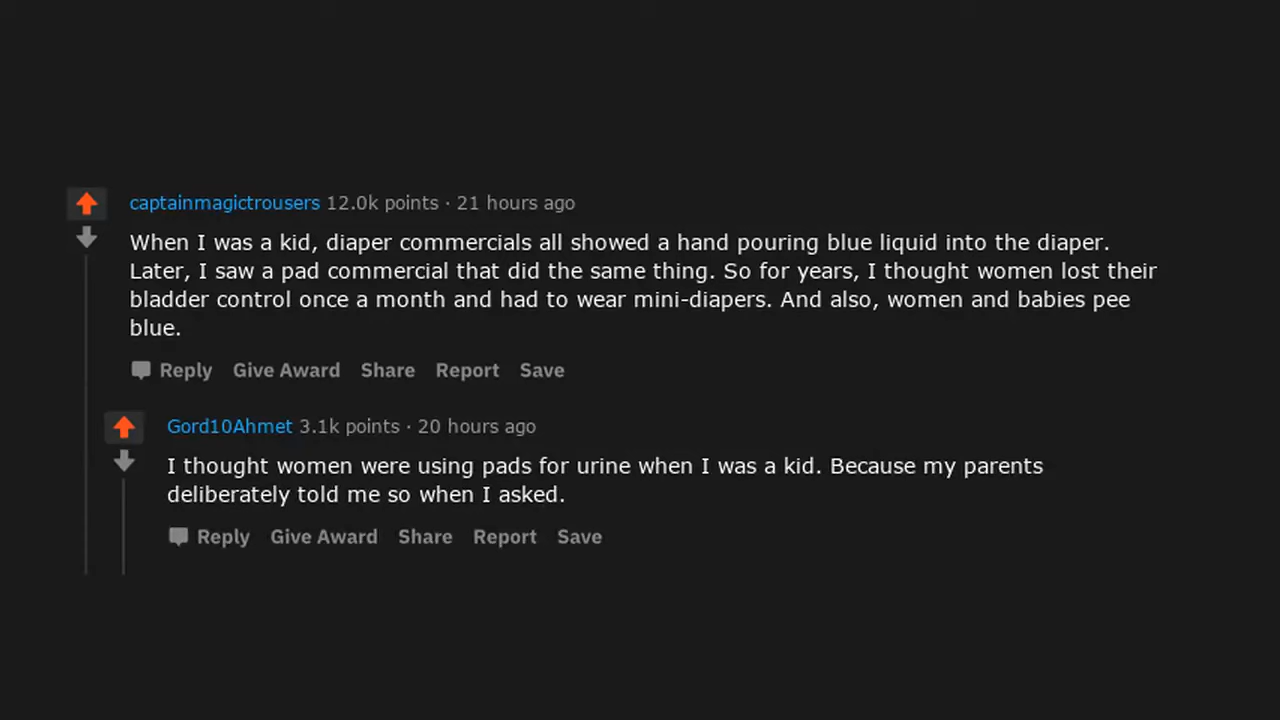 captainmagictrousers 12.0k points · 21 hours ago
When I was a kid, diaper commercials all showed a hand pouring blue liquid into the diaper.
Later, I saw a pad commercial that did the same thing. So for years, I thought women lost their
bladder control once a month and had to wear mini-diapers. And also, women and babies pee
blue.
Reply Give Award Share Report Save
Gord10Ahmet 3.1k points · 20 hours ago
I thought women were using pads for urine when I was a kid. Because my parents
deliberately told me so when I asked.
Reply Give Award Share Report Save